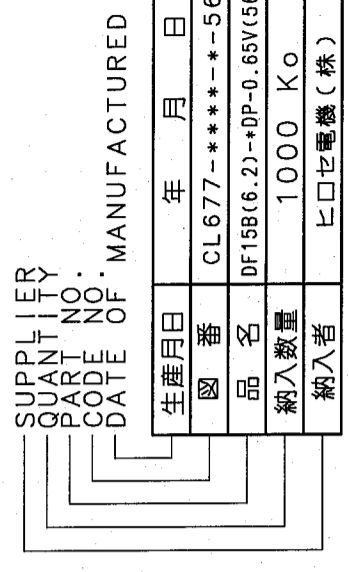 SUPPLIER
QUANTITY
PART NO.
CODE NO.
DATE OF MANUFACTURED
生産月日 年 月 日
図番 CL677-****-*-56
品名 DF15B(6.2)-*DP-0.65V(56
納入数量 1000 Ko
納入者 ヒロセ電機(株)